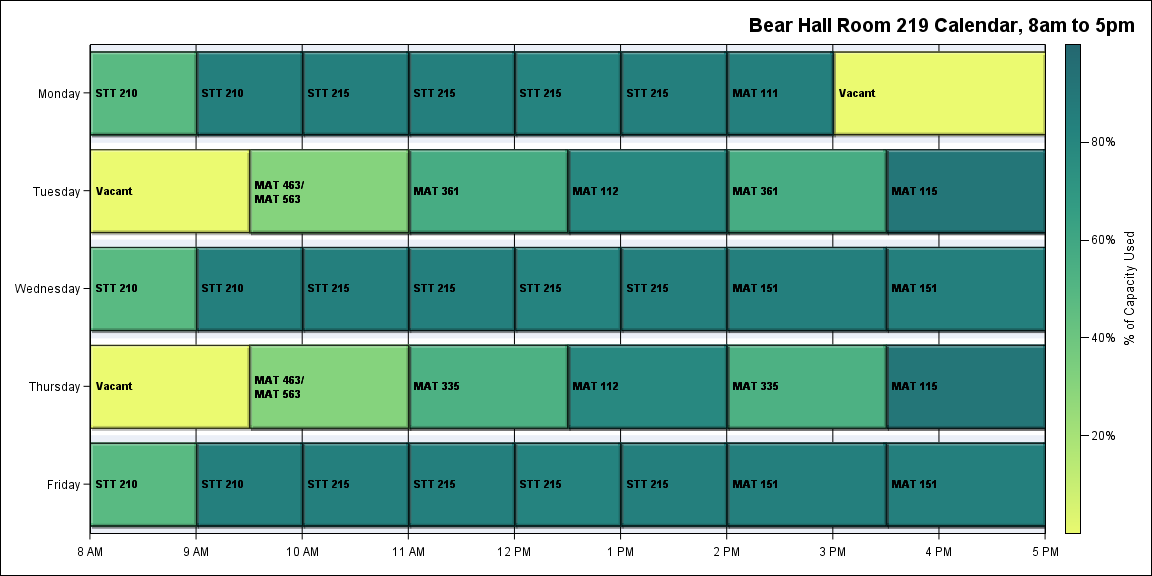 Bear Hall Room 219 Calendar, 8am to 5pm
Monday
STT 210
STT 210
STT 215
STT 215
STT 215
STT 215
MAT 111
Vacant
Tuesday
Vacant
MAT 463/
MAT 563
MAT 361
MAT 112
MAT 361
MAT 115
Wednesday
STT 210
STT 210
STT 215
STT 215
STT 215
STT 215
MAT 151
MAT 151
Thursday
Vacant
MAT 463/
MAT 563
MAT 335
MAT 112
MAT 335
MAT 115
Friday
STT 210
STT 210
STT 215
STT 215
STT 215
STT 215
MAT 151
MAT 151
8 AM
9 AM
10 AM
11 AM
12 PM
1 PM
2 PM
3 PM
4 PM
5 PM
80%
60%
40%
20%
% of Capacity Used